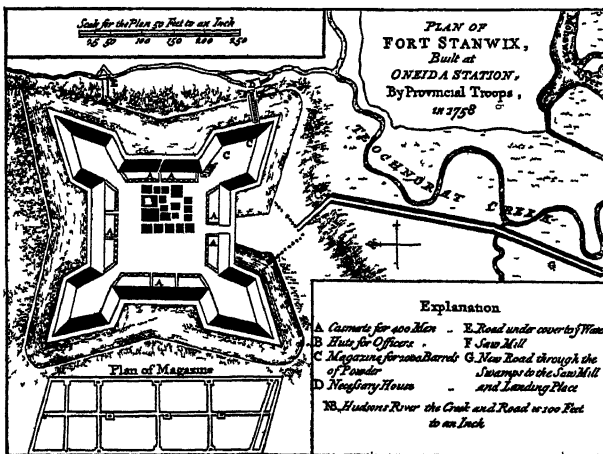 Scale for the Plan 50 Feet to an Inch
25 50 100 150 200 250
PLAN OF
FORT STANWIX,
Built at
ONEIDA STATION,
By Provincial Troops,
in 1758
CREEK
G
C
C
A
A
A
A
A
A
Explanation
A Casmets for 400 Men
B Huts for Officers
C Magazine for 1000 Barrels
of Powder
D Necessary House
E Road under covert of Water
F Saw Mill
G New Road through the
Swamps to the Saw Mill
and Landing Place
NB, Hudsons River the Creek and Road is 100 Feet
to an Inch
Plan of Magazine